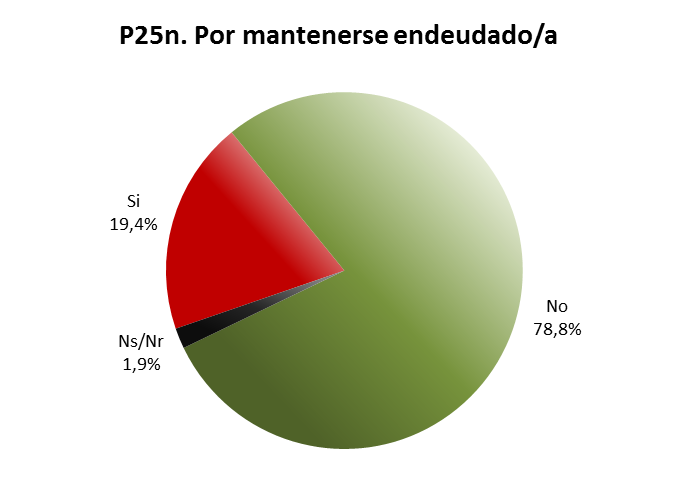 P25n. Por mantenerse endeudado/a
Si
19,4%
No
78,8%
Ns/Nr
1,9%